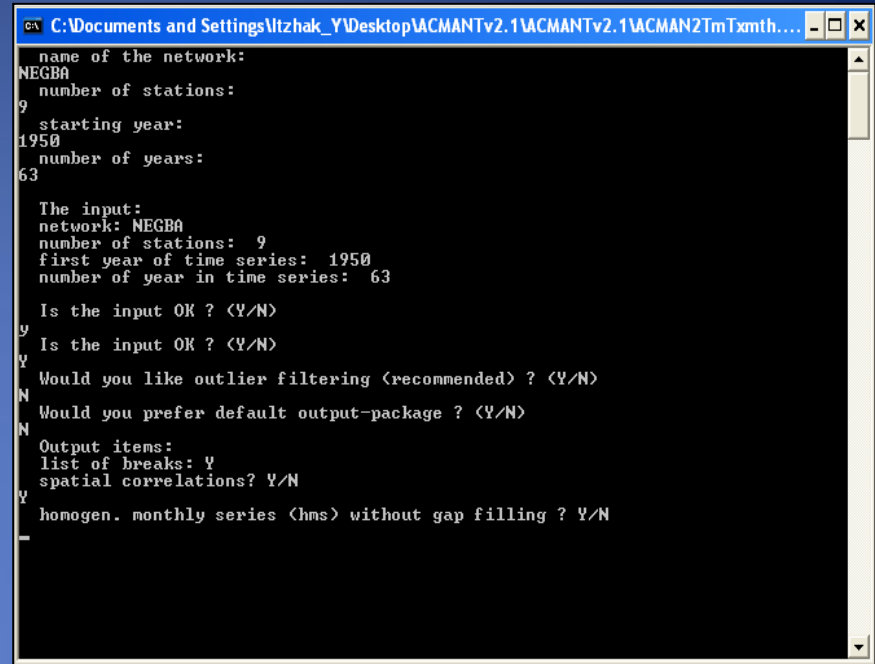 C:\Documents and Settings\Itzhak_Y\Desktop\ACMANTv2.1\ACMANTv2.1\ACMAN2TmTxmth....
name of the network:
NEGBA
number of stations:
9
starting year:
1950
number of years:
63
The input:
network: NEGBA
number of stations:  9
first year of time series:  1950
number of year in time series:  63
Is the input OK ? (Y/N)
y
Is the input OK ? (Y/N)
Y
Would you like outlier filtering (recommended) ? (Y/N)
N
Would you prefer default output-package ? (Y/N)
N
Output items:
list of breaks: Y
spatial correlations? Y/N
Y
homogen. monthly series (hms) without gap filling ? Y/N